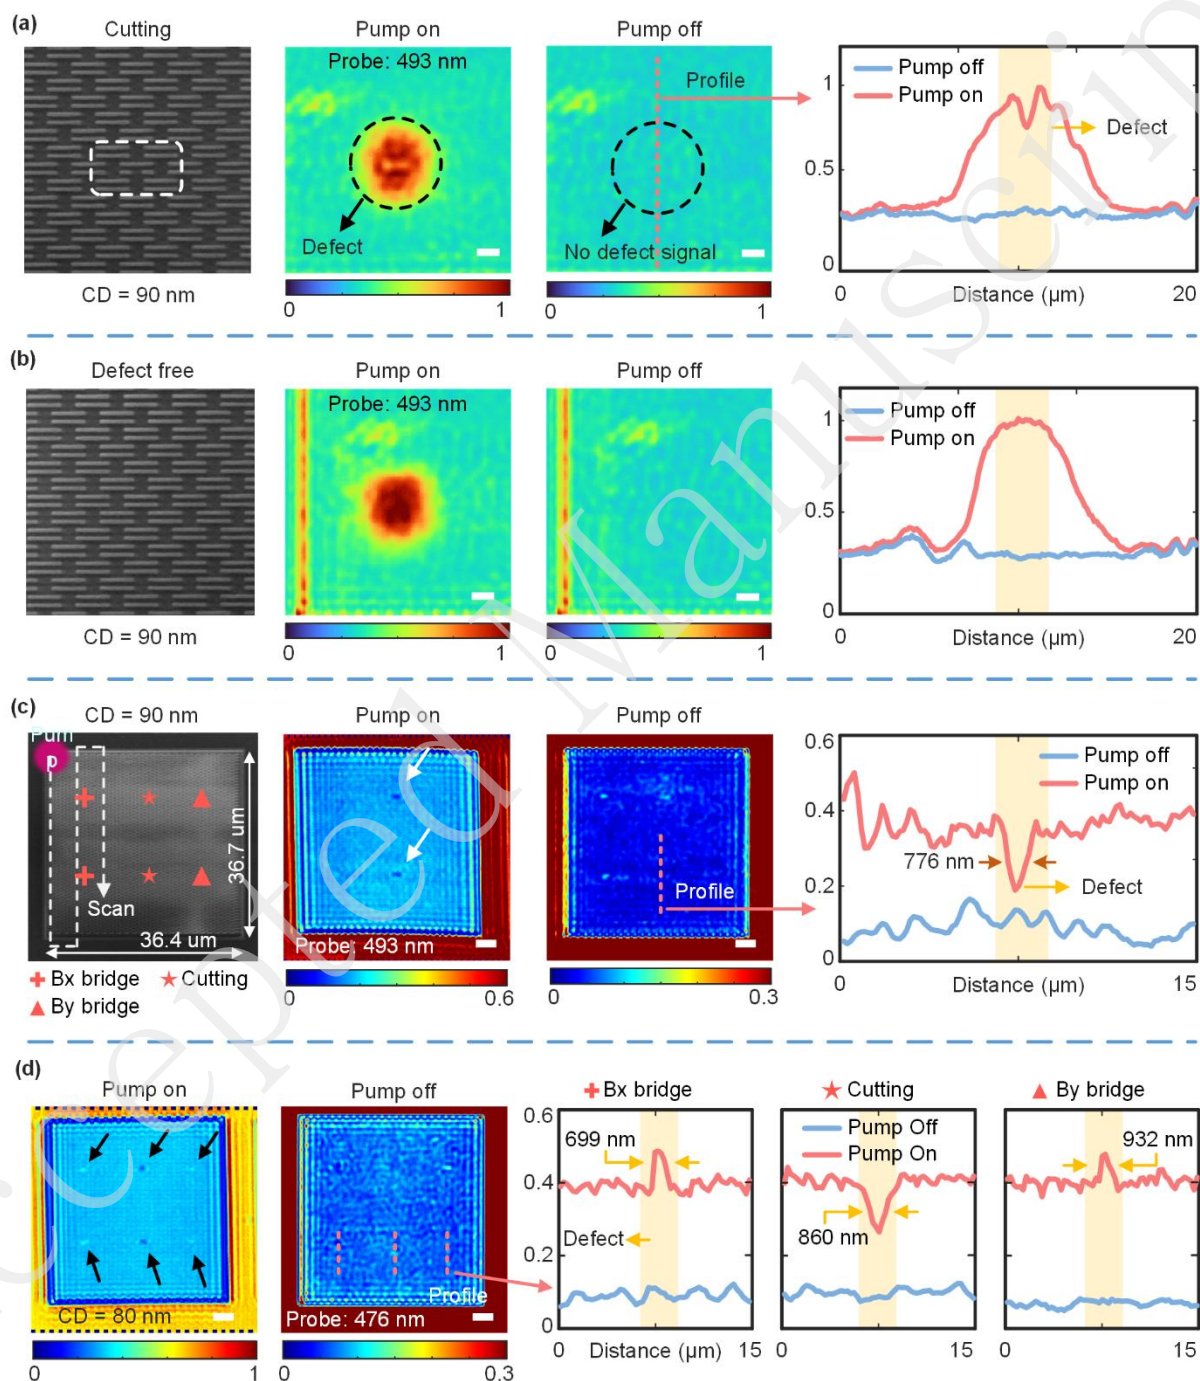 (a)
Cutting
Pump on
Pump off
Probe: 493 nm
Profile
Defect
No defect signal
CD = 90 nm
0 1
0 1
1
0.5
0
Pump off
Pump on
Defect
0 Distance (µm) 20
(b)
Defect free
Pump on
Pump off
Probe: 493 nm
CD = 90 nm
0 1
0 1
1
0.5
0
Pump off
Pump on
0 Distance (µm) 20
(c)
CD = 90 nm
Pump on
Pump off
Pum
p
Scan
36.7 um
36.4 um
Bx bridge
Cutting
By bridge
Probe: 493 nm
0 0.6
Profile
0 0.3
0.6
0.4
0.2
0
Pump off
Pump on
776 nm
Defect
0 Distance (µm) 15
(d)
Pump on
Pump off
Bx bridge
Cutting
By bridge
CD = 80 nm
0 1
Profile
Probe: 476 nm
0 0.3
0.6
0.4
0.2
0
699 nm
Defect
0 Distance (µm) 15
Pump Off
Pump On
860 nm
0 15
932 nm
0 15
Accepted Manuscrip